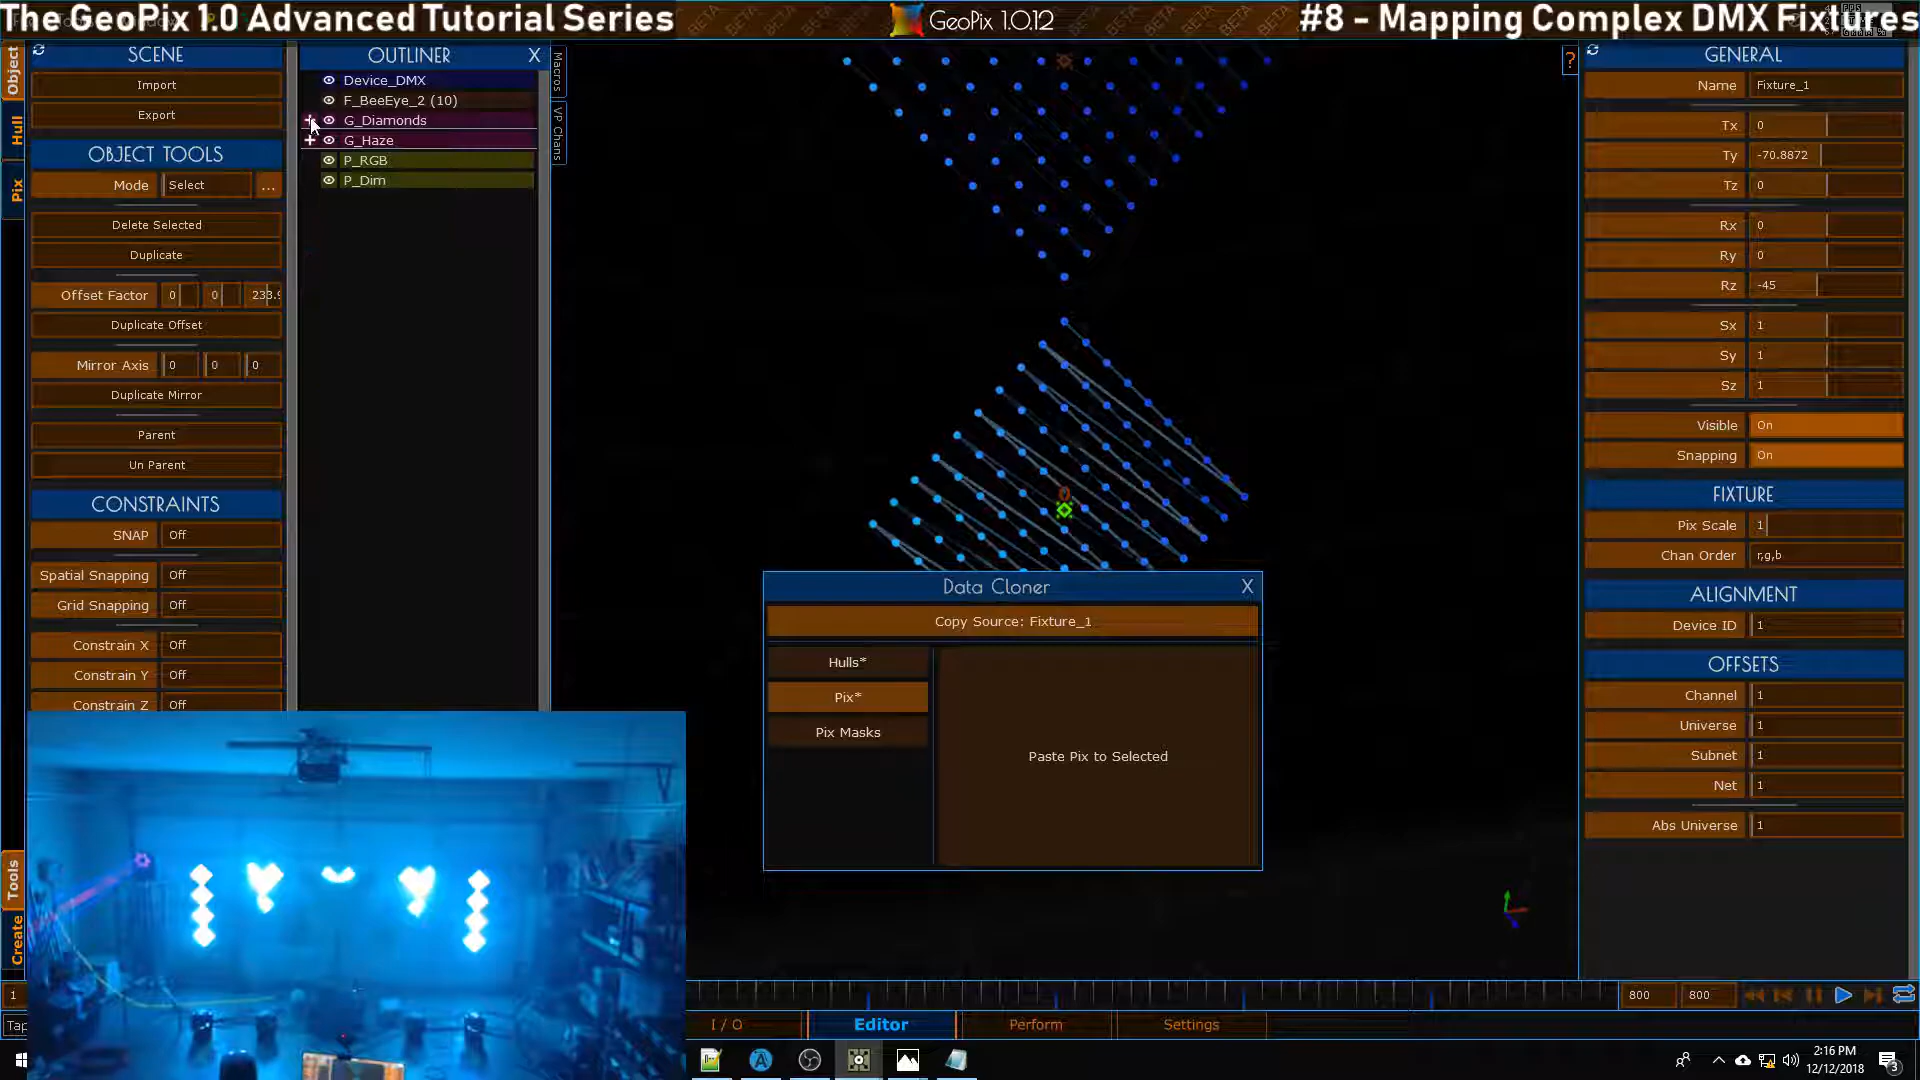 The GeoPix 1.0 Advanced Tutorial Series
GeoPix 1.0.12
#8 - Mapping Complex DMX Fixtures
Object
Hull
Pix
Tools
Create
SCENE
Import
Export
OBJECT TOOLS
Mode Select ...
Delete Selected
Duplicate
Offset Factor 0 0 233.9
Duplicate Offset
Mirror Axis 0 0 0
Duplicate Mirror
Parent
Un Parent
CONSTRAINTS
SNAP Off
Spatial Snapping Off
Grid Snapping Off
Constrain X Off
Constrain Y Off
Constrain Z Off
OUTLINER X
Device_DMX
F_BeeEye_2 (10)
G_Diamonds
G_Haze
P_RGB
P_Dim
Macros
VP Chans
?
Data Cloner X
Copy Source: Fixture_1
Hulls*
Pix*
Pix Masks
Paste Pix to Selected
GENERAL
Name Fixture_1
Tx 0
Ty -70.8872
Tz 0
Rx 0
Ry 0
Rz -45
Sx 1
Sy 1
Sz 1
Visible On
Snapping On
FIXTURE
Pix Scale 1
Chan Order r,g,b
ALIGNMENT
Device ID 1
OFFSETS
Channel 1
Universe 1
Subnet 1
Net 1
Abs Universe 1
1
800 800
Tap
I / O
Editor
Perform
Settings
2:16 PM
12/12/2018
3